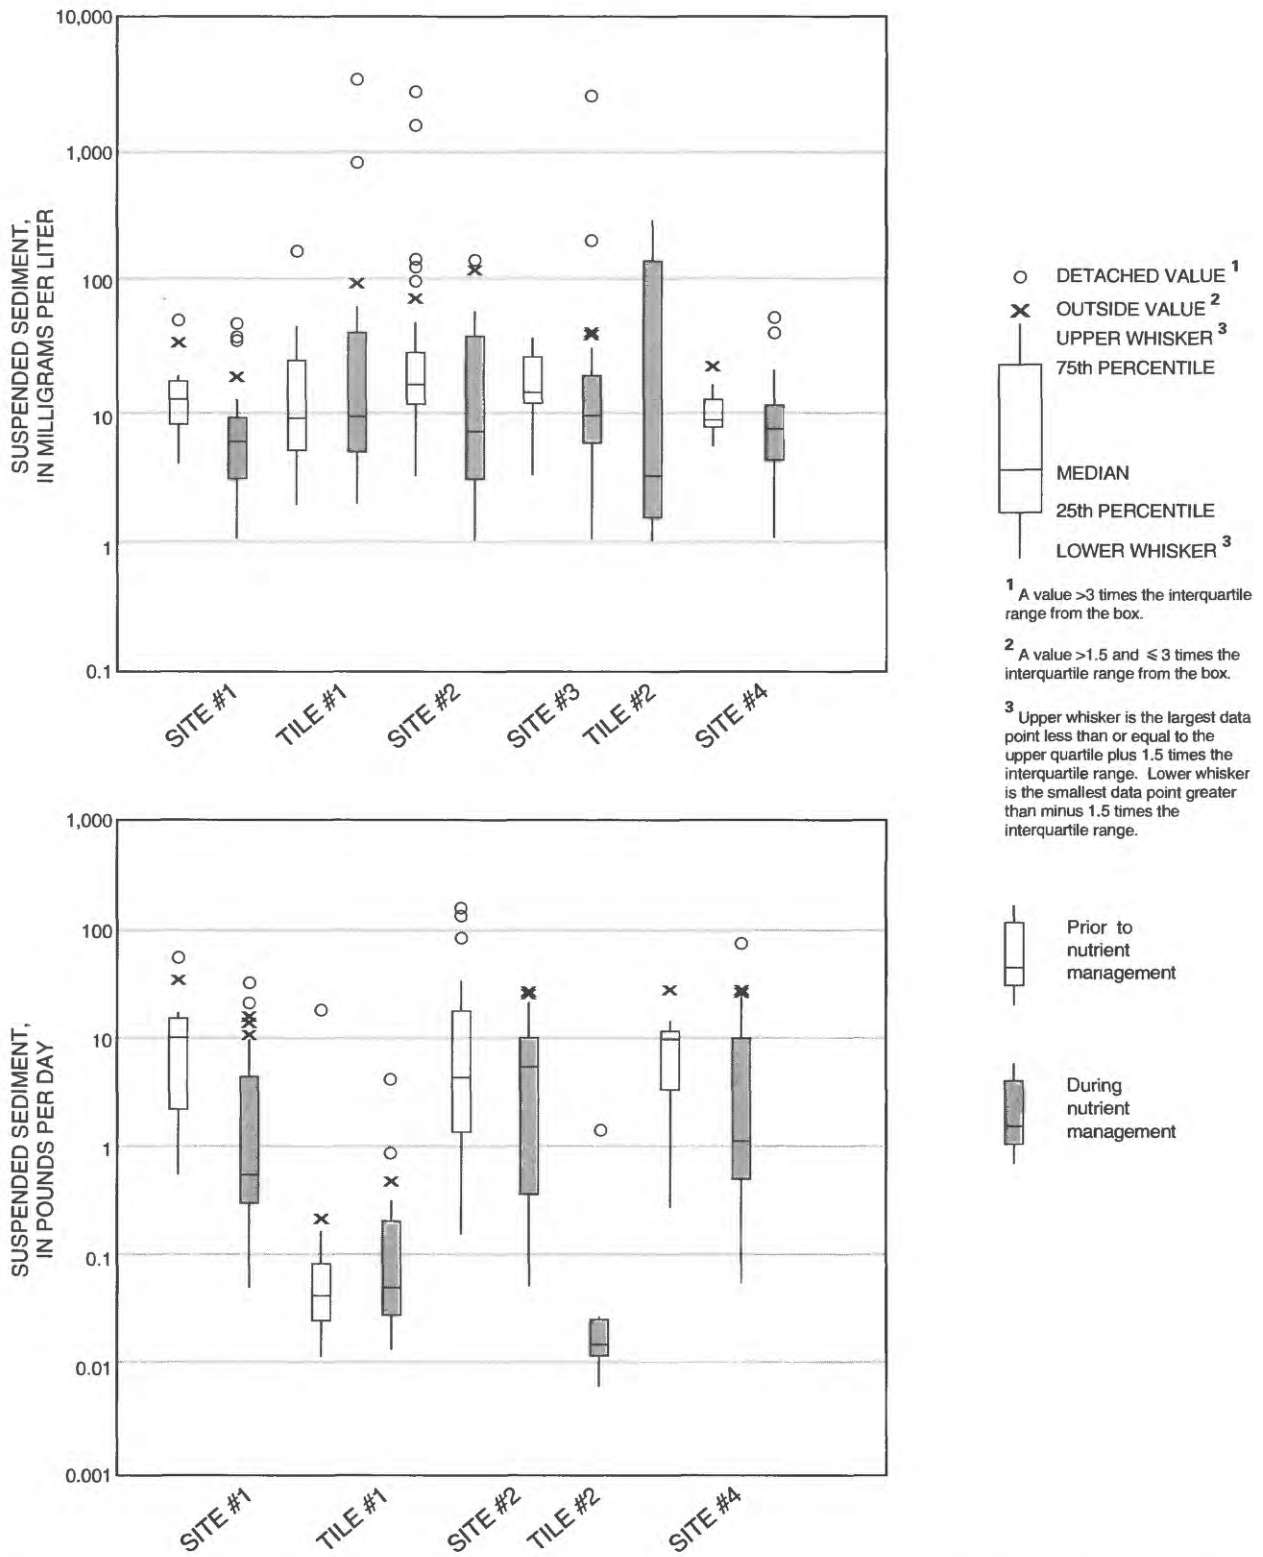 SUSPENDED SEDIMENT,
IN MILLIGRAMS PER LITER
10,000
1,000
100
10
1
0.1
SITE #1
TILE #1
SITE #2
SITE #3
TILE #2
SITE #4
DETACHED VALUE 1
OUTSIDE VALUE 2
UPPER WHISKER 3
75th PERCENTILE
MEDIAN
25th PERCENTILE
LOWER WHISKER 3
1 A value >3 times the interquartile
range from the box.
2 A value >1.5 and ≤ 3 times the
interquartile range from the box.
3 Upper whisker is the largest data
point less than or equal to the
upper quartile plus 1.5 times the
interquartile range. Lower whisker
is the smallest data point greater
than minus 1.5 times the
interquartile range.
SUSPENDED SEDIMENT,
IN POUNDS PER DAY
1,000
100
10
1
0.1
0.01
0.001
SITE #1
TILE #1
SITE #2
TILE #2
SITE #4
Prior to
nutrient
management
During
nutrient
management